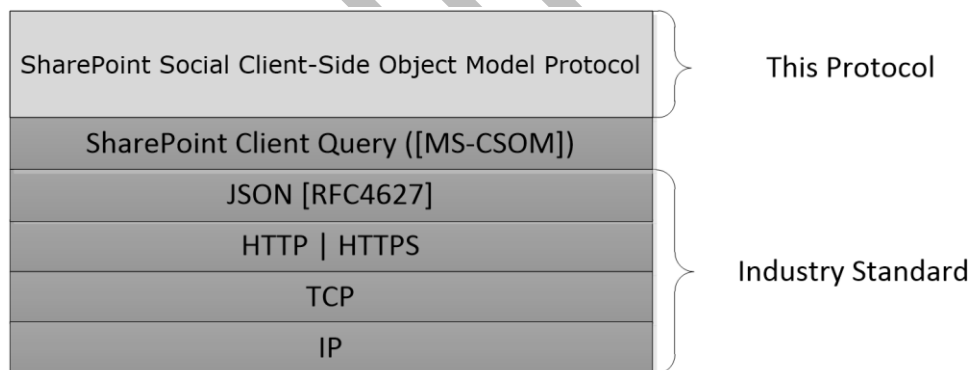 SharePoint Social Client-Side Object Model Protocol
This Protocol
SharePoint Client Query ([MS-CSOM])
JSON [RFC4627]
HTTP | HTTPS
Industry Standard
TCP
IP